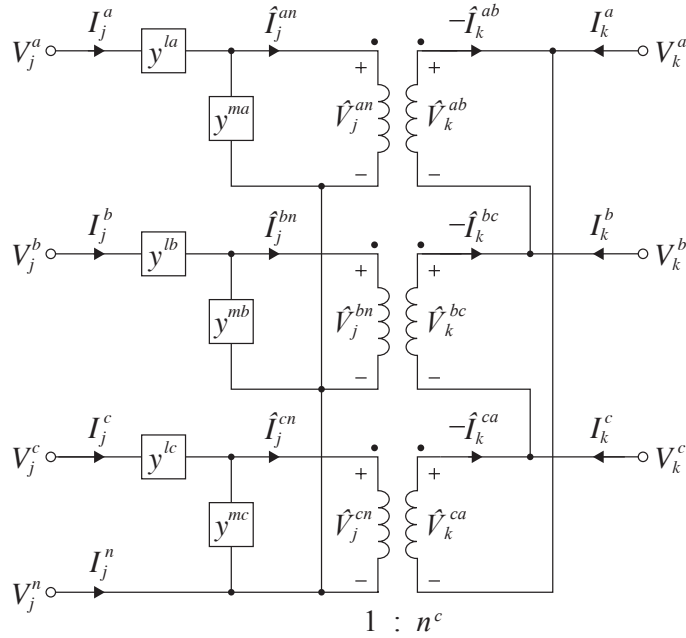 I_j^a Î_j^{an} −Î_k^{ab} I_k^a
V_j^a y^{la} V_k^a
+ +
y^{ma} V̂_j^{an} V̂_k^{ab}
− −
I_j^b Î_j^{bn} −Î_k^{bc} I_k^b
V_j^b y^{lb} V_k^b
+ +
y^{mb} V̂_j^{bn} V̂_k^{bc}
− −
I_j^c Î_j^{cn} −Î_k^{ca} I_k^c
V_j^c y^{lc} V_k^c
+ +
y^{mc} V̂_j^{cn} V̂_k^{ca}
I_j^n
V_j^n − −
1 : n^c